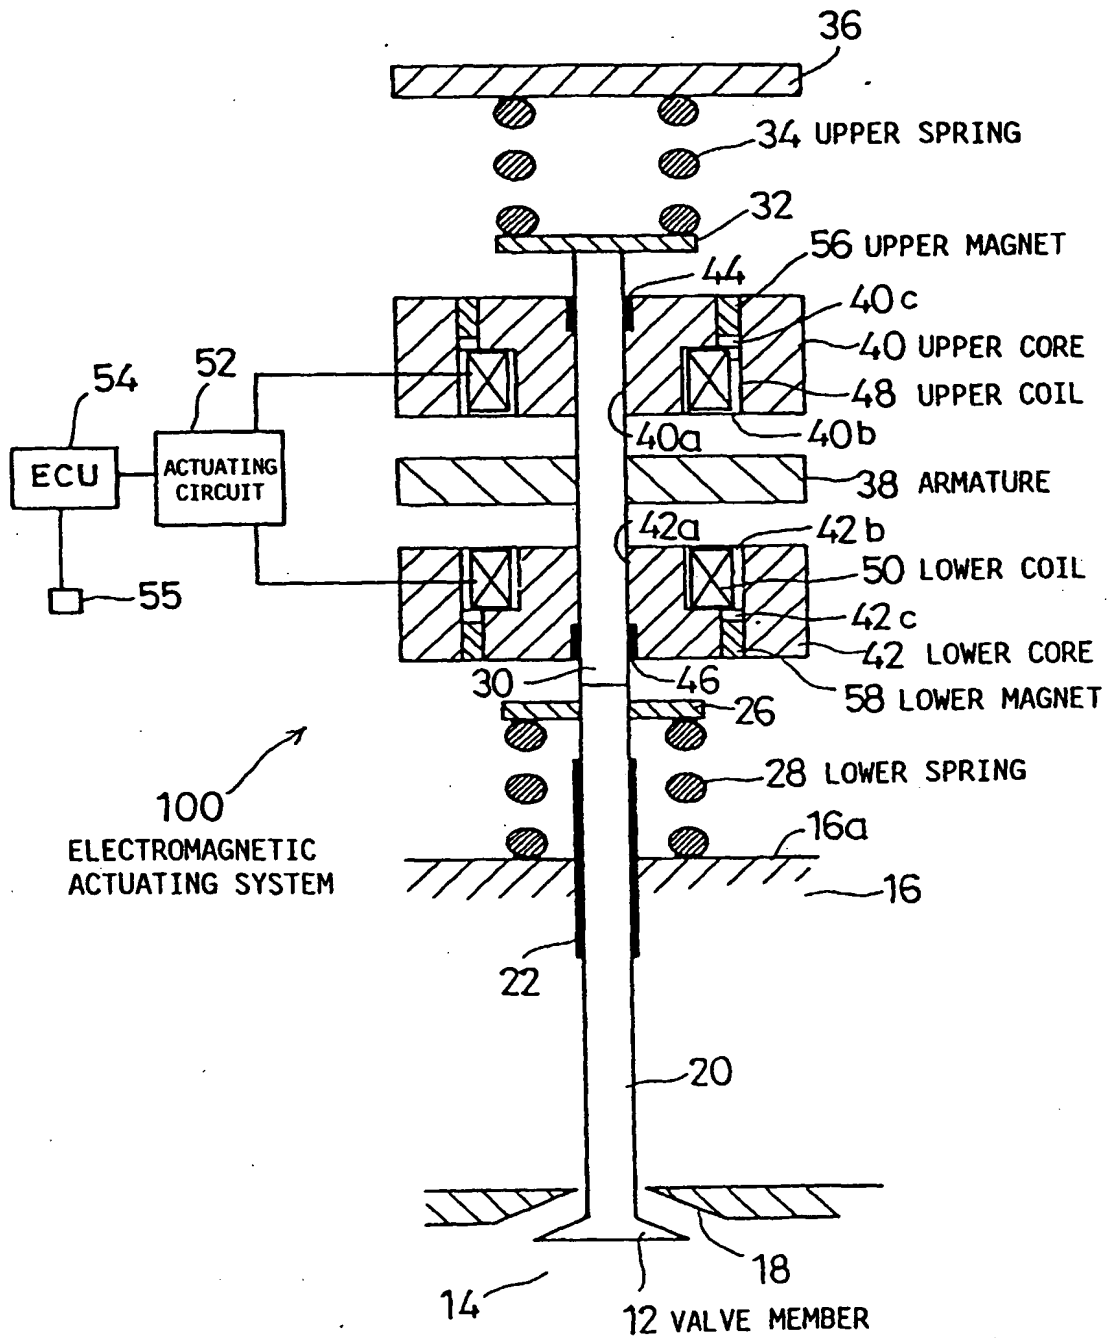 36
34 UPPER SPRING
32
56 UPPER MAGNET
44
40c
40 UPPER CORE
54
52
48 UPPER COIL
40a
40b
ECU
ACTUATING
CIRCUIT
38 ARMATURE
42a
42b
50 LOWER COIL
55
42c
42 LOWER CORE
30
46
58 LOWER MAGNET
26
28 LOWER SPRING
100
ELECTROMAGNETIC
ACTUATING SYSTEM
16a
16
22
20
18
14
12 VALVE MEMBER